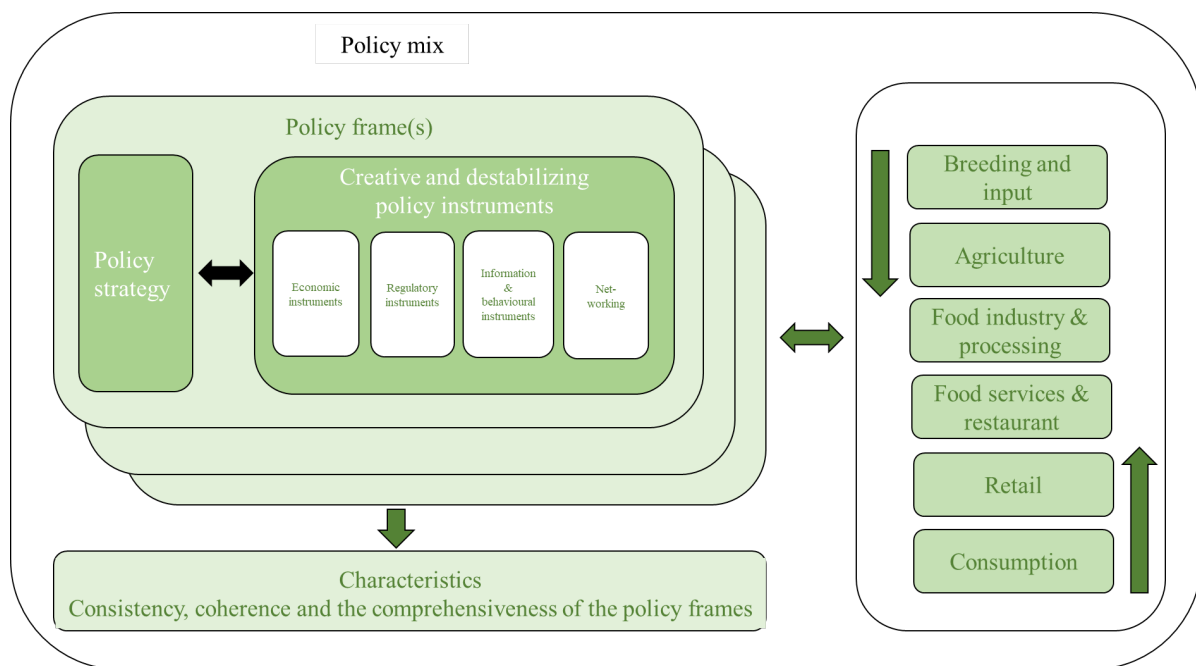 Policy mix
Policy frame(s)
Policy
strategy
Creative and destabilizing
policy instruments
Economic
instruments
Regulatory
instruments
Information
&
behavioural
instruments
Net-
working
Characteristics
Consistency, coherence and the comprehensiveness of the policy frames
Breeding and
input
Agriculture
Food industry &
processing
Food services &
restaurant
Retail
Consumption